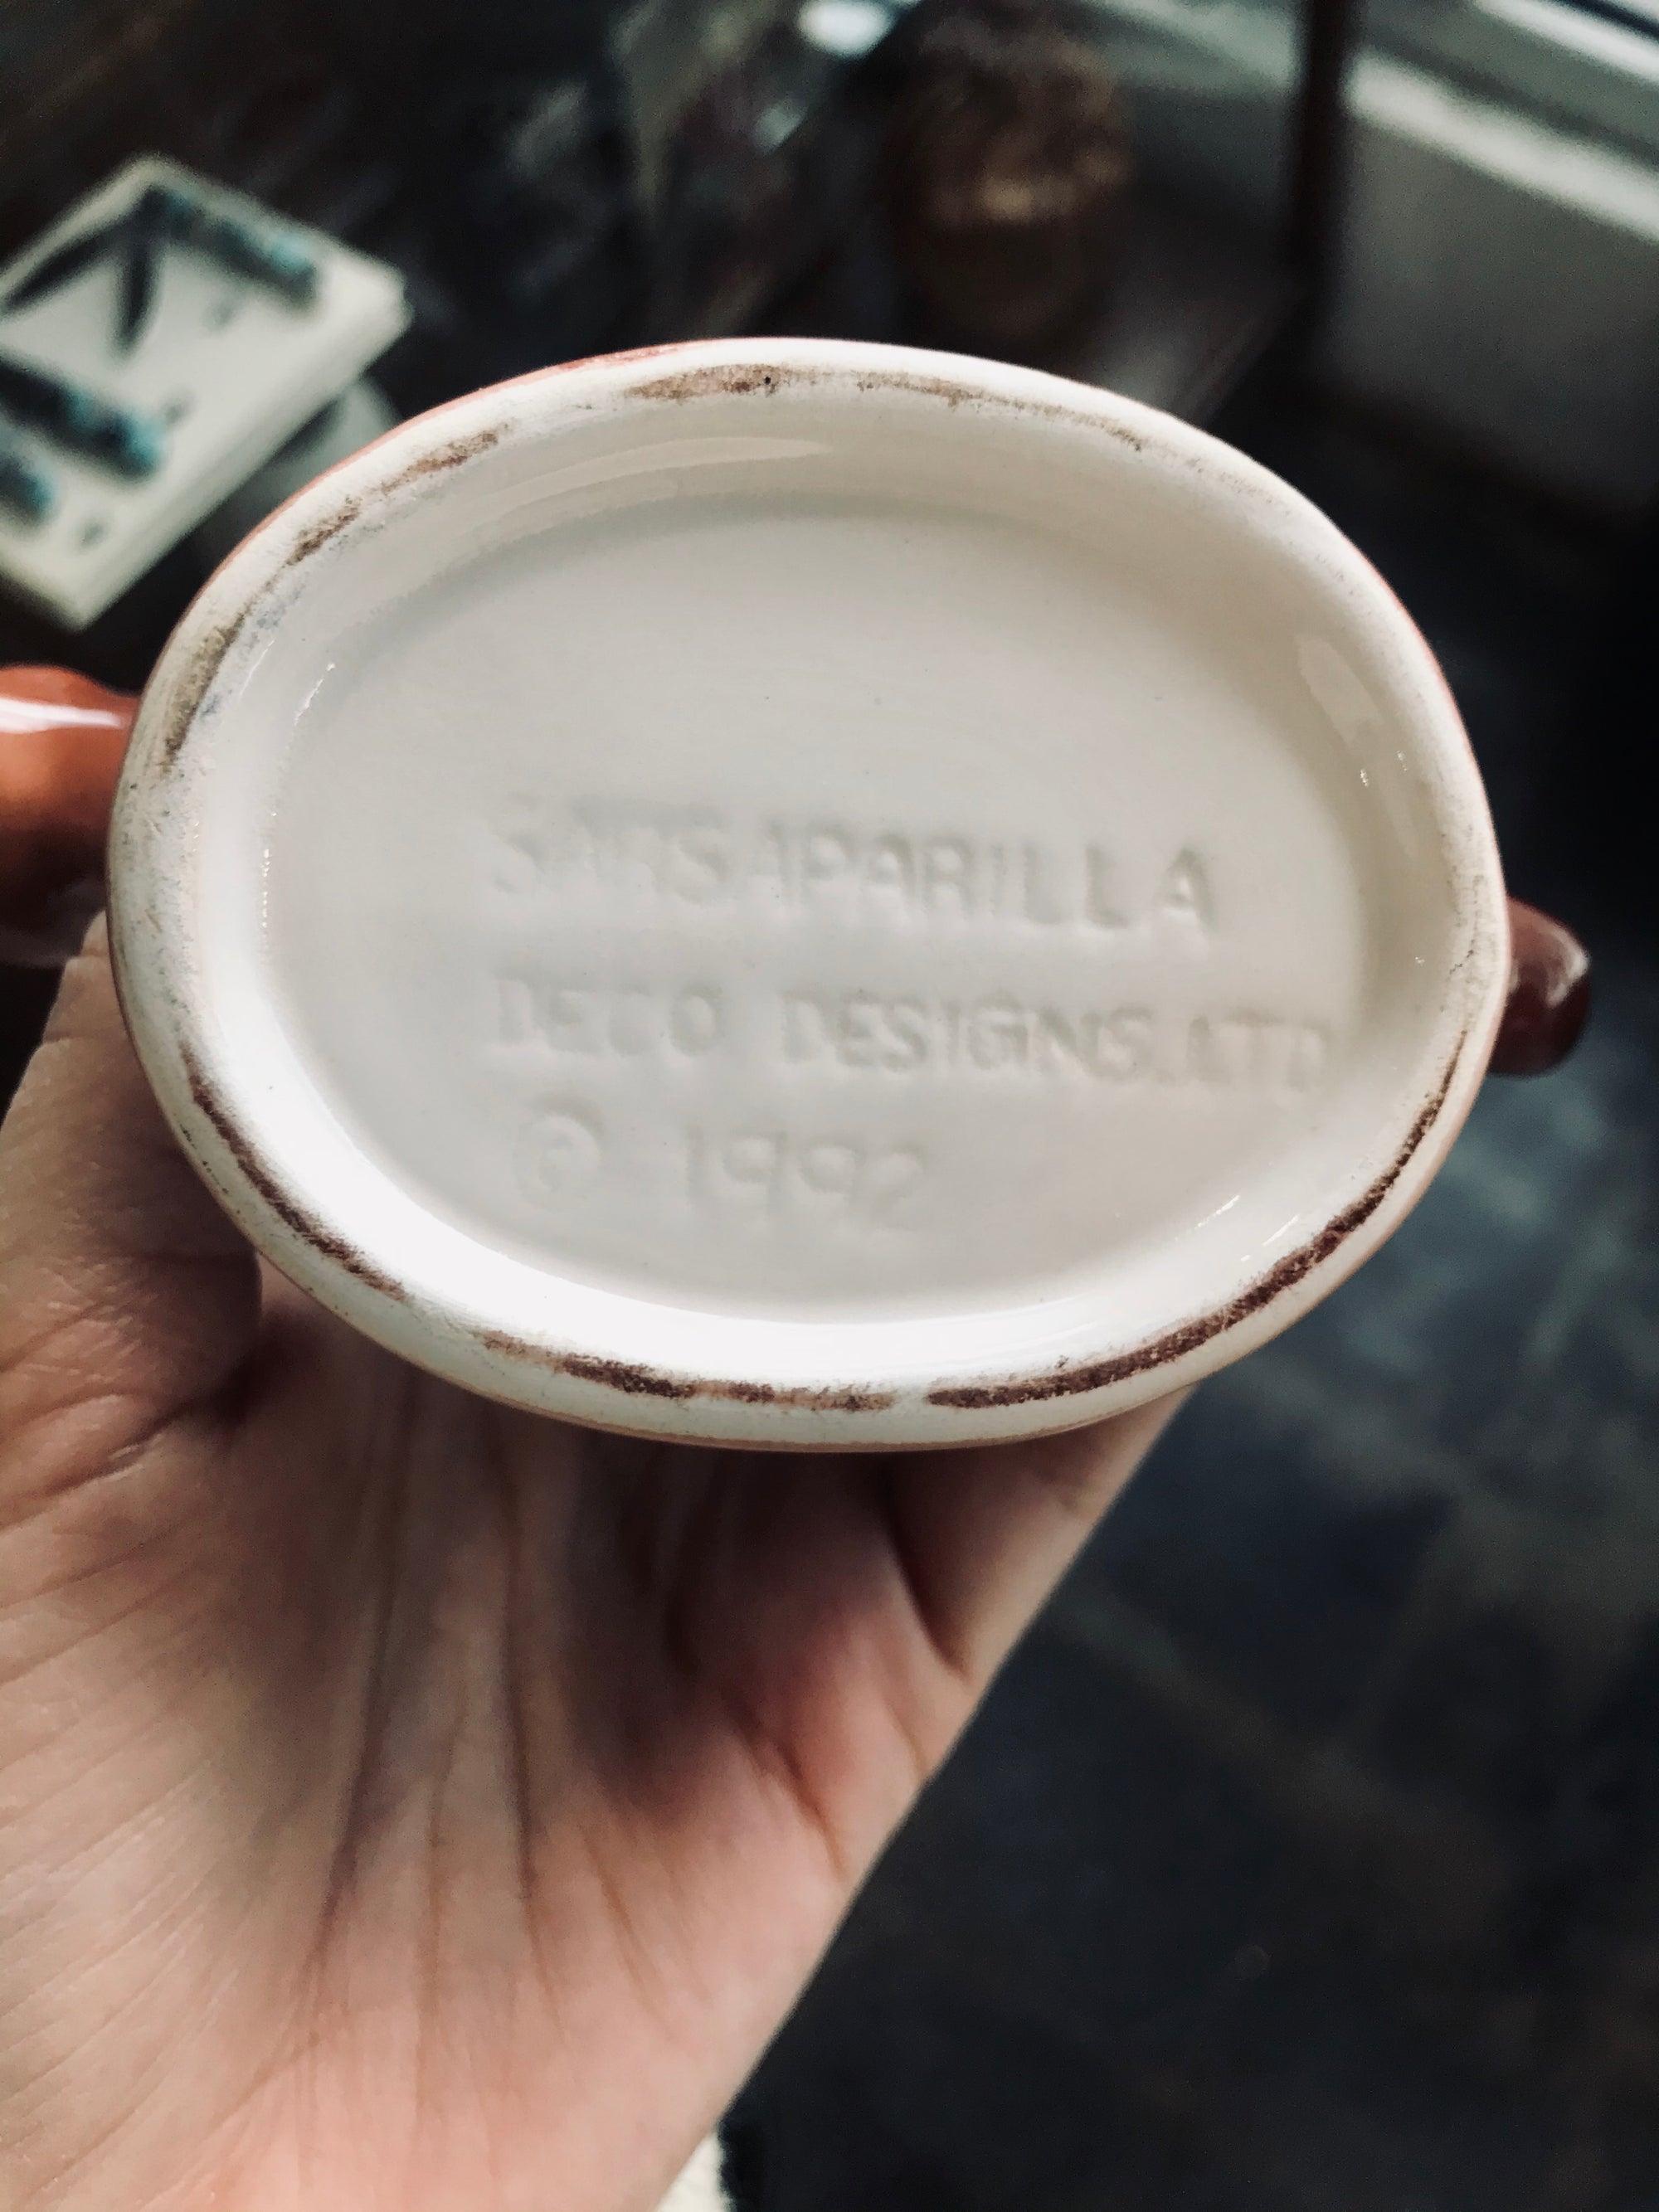 SARSAPARILLA
DECO DESIGNS.LTD
© 1992